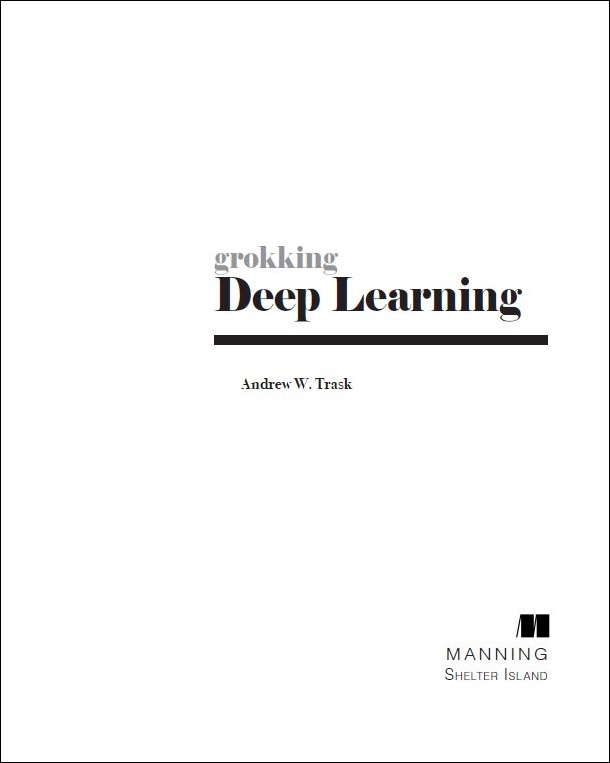 grokking
Deep Learning
Andrew W. Trask
MANNING
SHELTER ISLAND